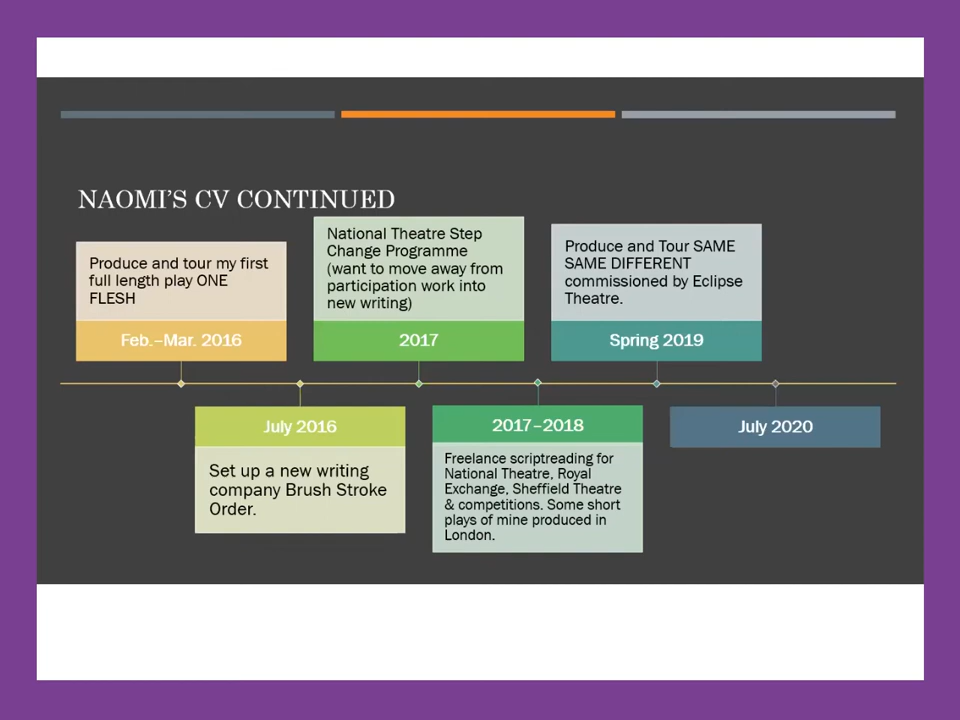 NAOMI'S CV CONTINUED
Produce and tour my first
full length play ONE
FLESH
Feb.–Mar. 2016
July 2016
Set up a new writing
company Brush Stroke
Order.
National Theatre Step
Change Programme
(want to move away from
participation work into
new writing)
2017
2017–2018
Freelance scriptreading for
National Theatre, Royal
Exchange, Sheffield Theatre
& competitions. Some short
plays of mine produced in
London.
Produce and Tour SAME
SAME DIFFERENT
commissioned by Eclipse
Theatre.
Spring 2019
July 2020